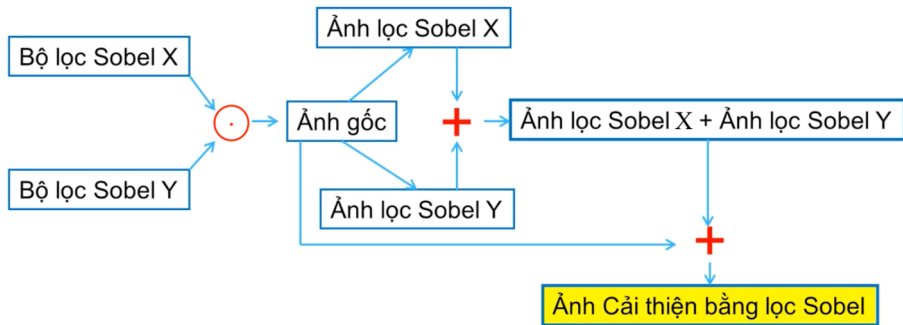 Ảnh lọc Sobel X
Bộ lọc Sobel X
Ảnh gốc
Ảnh lọc Sobel X + Ảnh lọc Sobel Y
Bộ lọc Sobel Y
Ảnh lọc Sobel Y
Ảnh Cải thiện bằng lọc Sobel